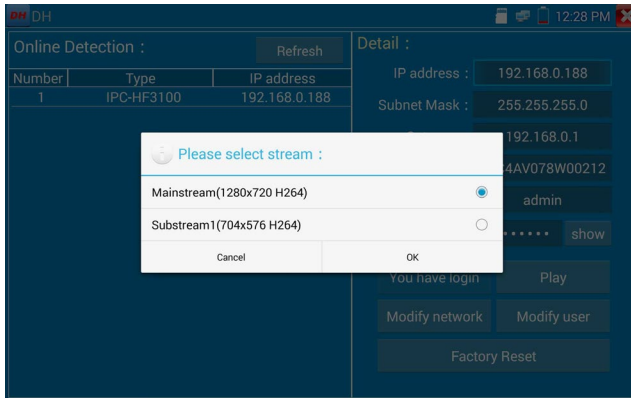 DH DH
12:28 PM
Online Detection :
Refresh
Number Type IP address
1 IPC-HF3100 192.168.0.188
Detail :
IP address : 192.168.0.188
Subnet Mask : 255.255.255.0
192.168.0.1
4AV078W00212
admin
show
Please select stream :
Mainstream(1280x720 H264)
Substream1(704x576 H264)
Cancel OK
You have login Play
Modify network Modify user
Factory Reset